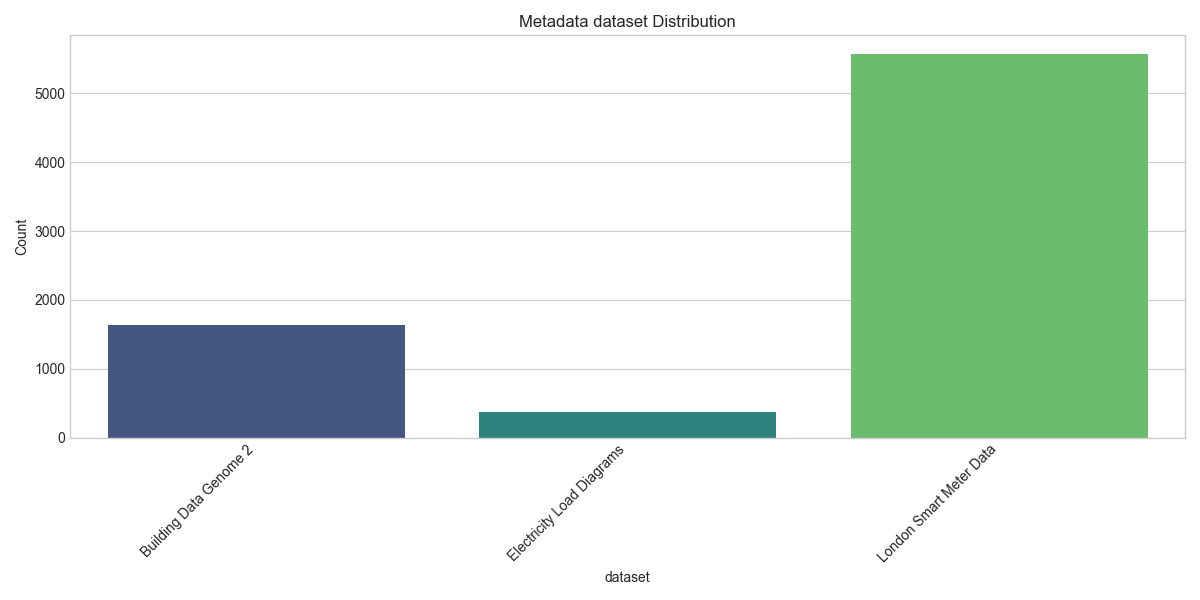 Metadata dataset Distribution
Count
5000
4000
3000
2000
1000
0
Building Data Genome 2
Electricity Load Diagrams
London Smart Meter Data
dataset